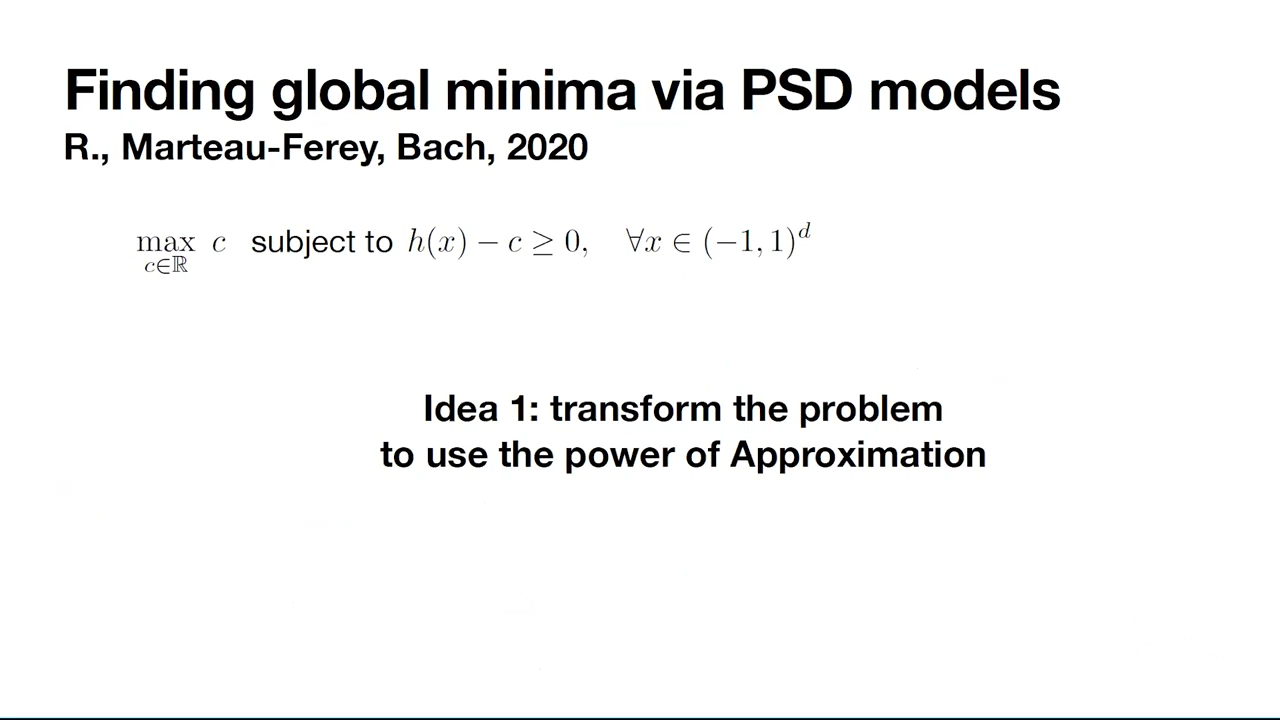 Finding global minima via PSD models
R., Marteau-Ferey, Bach, 2020
max c subject to h(x) − c ≥ 0, ∀x ∈ (−1, 1)^d
c∈ℝ
Idea 1: transform the problem
to use the power of Approximation